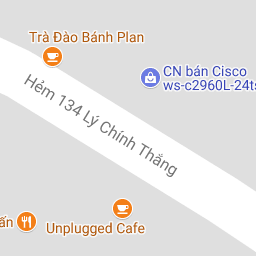 Trà Đào Bánh Plan
CN bán Cisco
ws-c2960L-24ts
Hẻm 134 Lý Chính Thắng
ấn
Unplugged Cafe